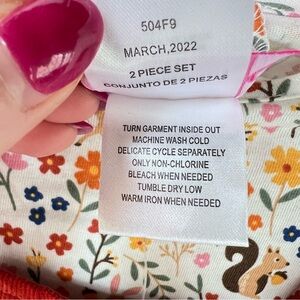 504F9
MARCH,2022
2 PIECE SET
CONJUNTO DE 2 PIEZAS
TURN GARMENT INSIDE OUT
MACHINE WASH COLD
DELICATE CYCLE SEPARATELY
ONLY NON-CHLORINE
BLEACH WHEN NEEDED
TUMBLE DRY LOW
WARM IRON WHEN NEEDED